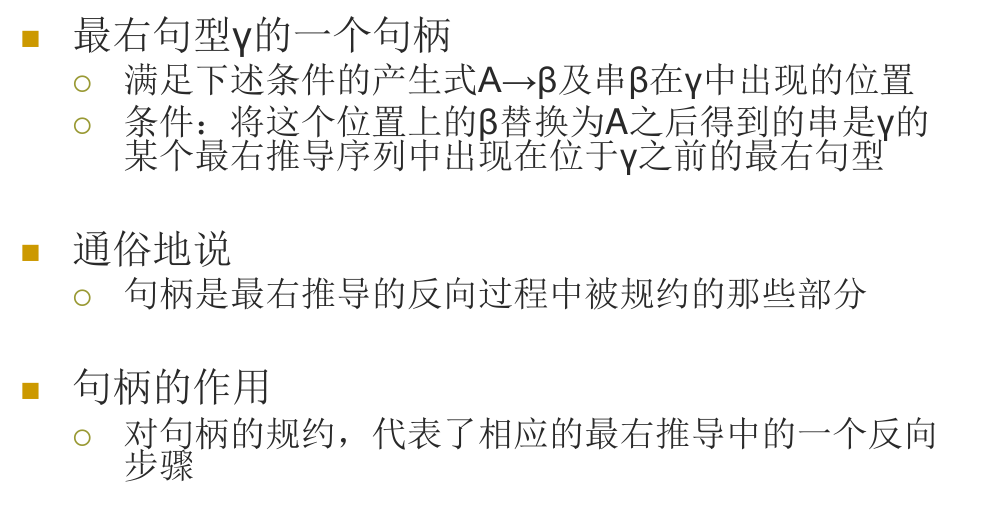 最右句型γ的一个句柄
满足下述条件的产生式A→β及串β在γ中出现的位置
条件：将这个位置上的β替换为A之后得到的串是γ的
某个最右推导序列中出现在位于γ之前的最右句型
通俗地说
句柄是最右推导的反向过程中被规约的那些部分
句柄的作用
对句柄的规约，代表了相应的最右推导中的一个反向
步骤